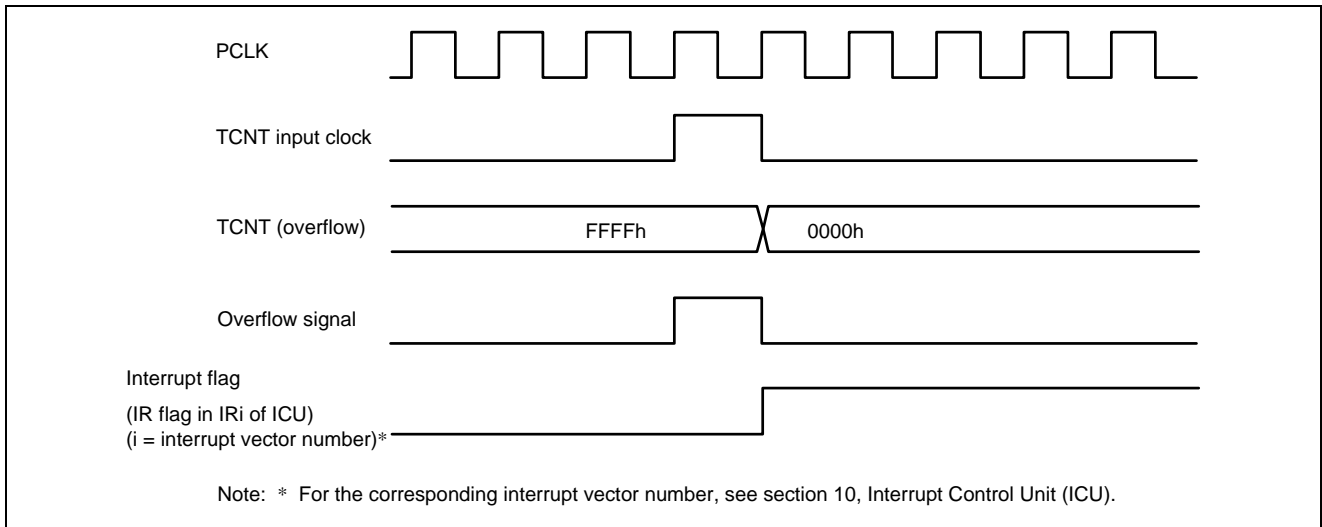 PCLK
TCNT input clock
TCNT (overflow)
FFFFh
0000h
Overflow signal
Interrupt flag
(IR flag in IRi of ICU)
(i = interrupt vector number)*
Note: * For the corresponding interrupt vector number, see section 10, Interrupt Control Unit (ICU).